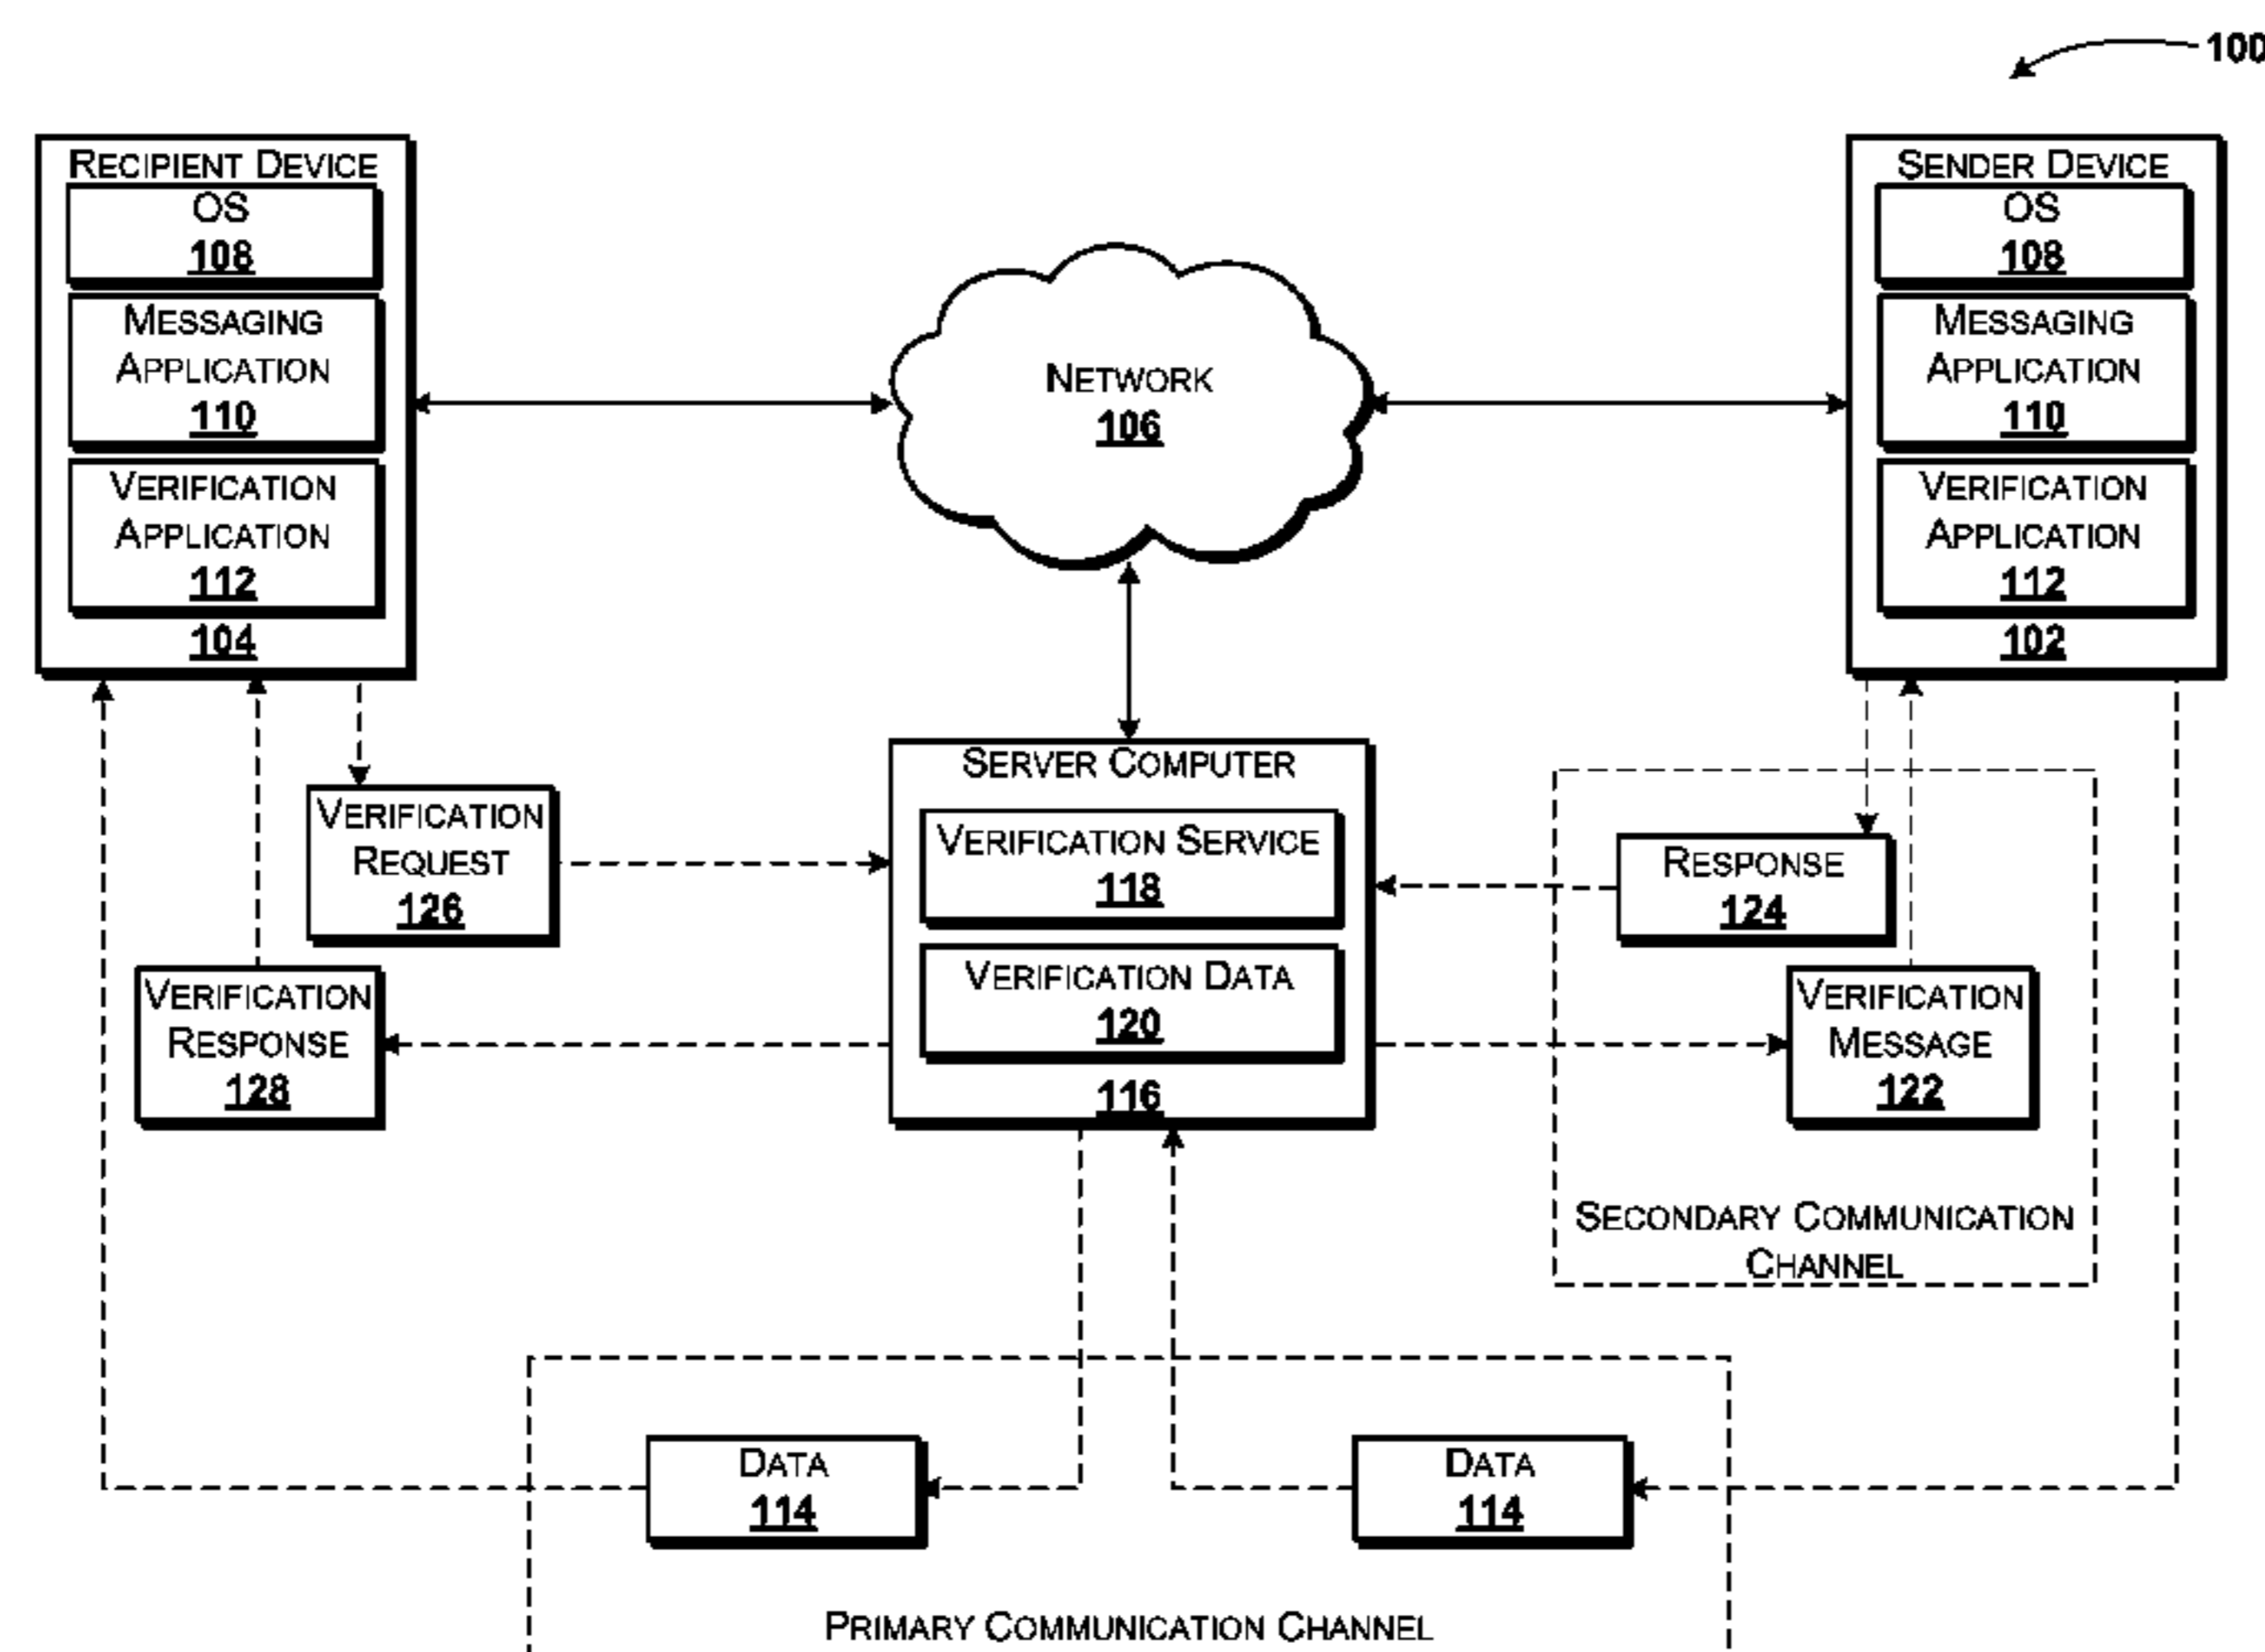 100
RECIPIENT DEVICE
OS
108
MESSAGING
APPLICATION
110
VERIFICATION
APPLICATION
112
104
NETWORK
106
SENDER DEVICE
OS
108
MESSAGING
APPLICATION
110
VERIFICATION
APPLICATION
112
102
VERIFICATION
REQUEST
126
VERIFICATION
RESPONSE
128
SERVER COMPUTER
VERIFICATION SERVICE
118
VERIFICATION DATA
120
116
RESPONSE
124
VERIFICATION
MESSAGE
122
SECONDARY COMMUNICATION
CHANNEL
DATA
114
DATA
114
PRIMARY COMMUNICATION CHANNEL